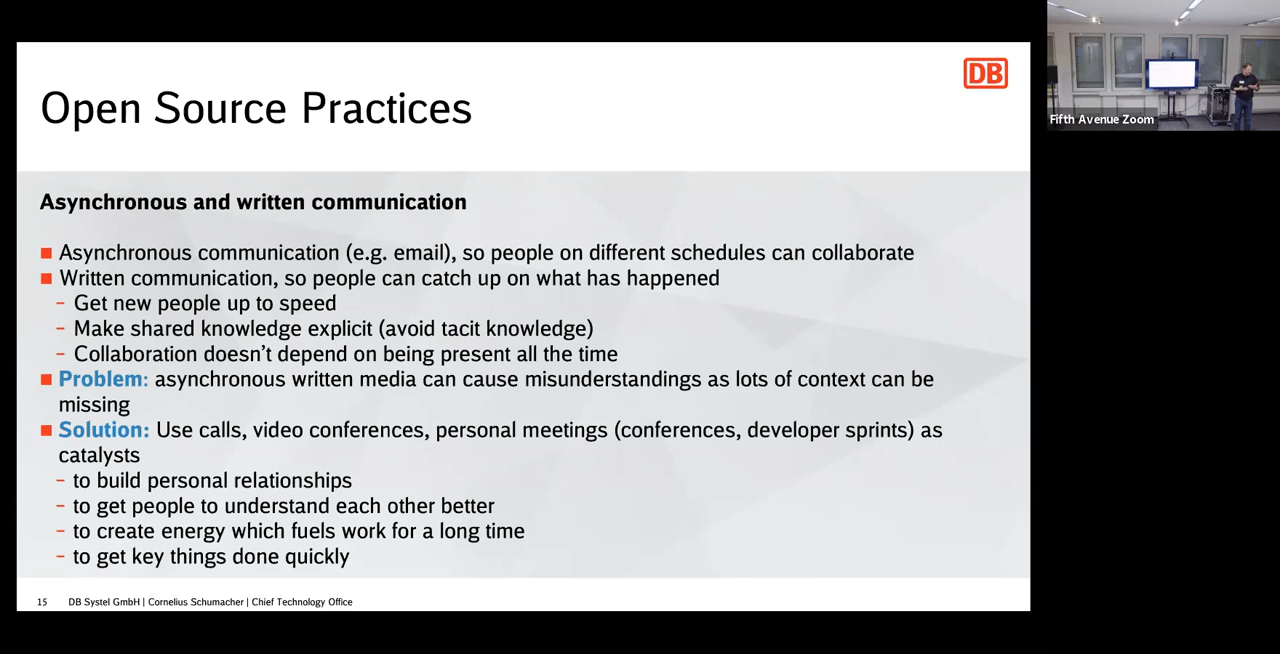 DB
Open Source Practices
Fifth Avenue Zoom
Asynchronous and written communication
■ Asynchronous communication (e.g. email), so people on different schedules can collaborate
■ Written communication, so people can catch up on what has happened
– Get new people up to speed
– Make shared knowledge explicit (avoid tacit knowledge)
– Collaboration doesn't depend on being present all the time
■ Problem: asynchronous written media can cause misunderstandings as lots of context can be
missing
■ Solution: Use calls, video conferences, personal meetings (conferences, developer sprints) as
catalysts
– to build personal relationships
– to get people to understand each other better
– to create energy which fuels work for a long time
– to get key things done quickly
15 DB Systel GmbH | Cornelius Schumacher | Chief Technology Office